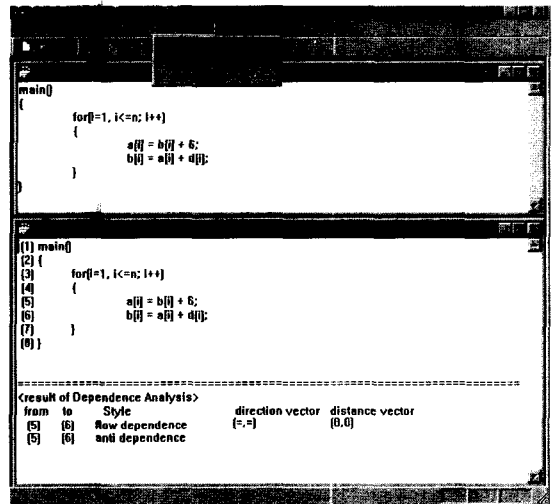 main()
{
for(i=1, i<=n; i++)
{
a[i] = b[i] + 6;
b[i] = a[i] + d[i];
}
}
(1) main()
(2) {
(3) for(i=1, i<=n; i++)
(4) {
(5) a[i] = b[i] + 6;
(6) b[i] = a[i] + d[i];
(7) }
(8) }
==========================================================
<result of Dependence Analysis>
from to Style direction vector distance vector
(5) (6) flow dependence (=,=) (0,0)
(5) (6) anti dependence